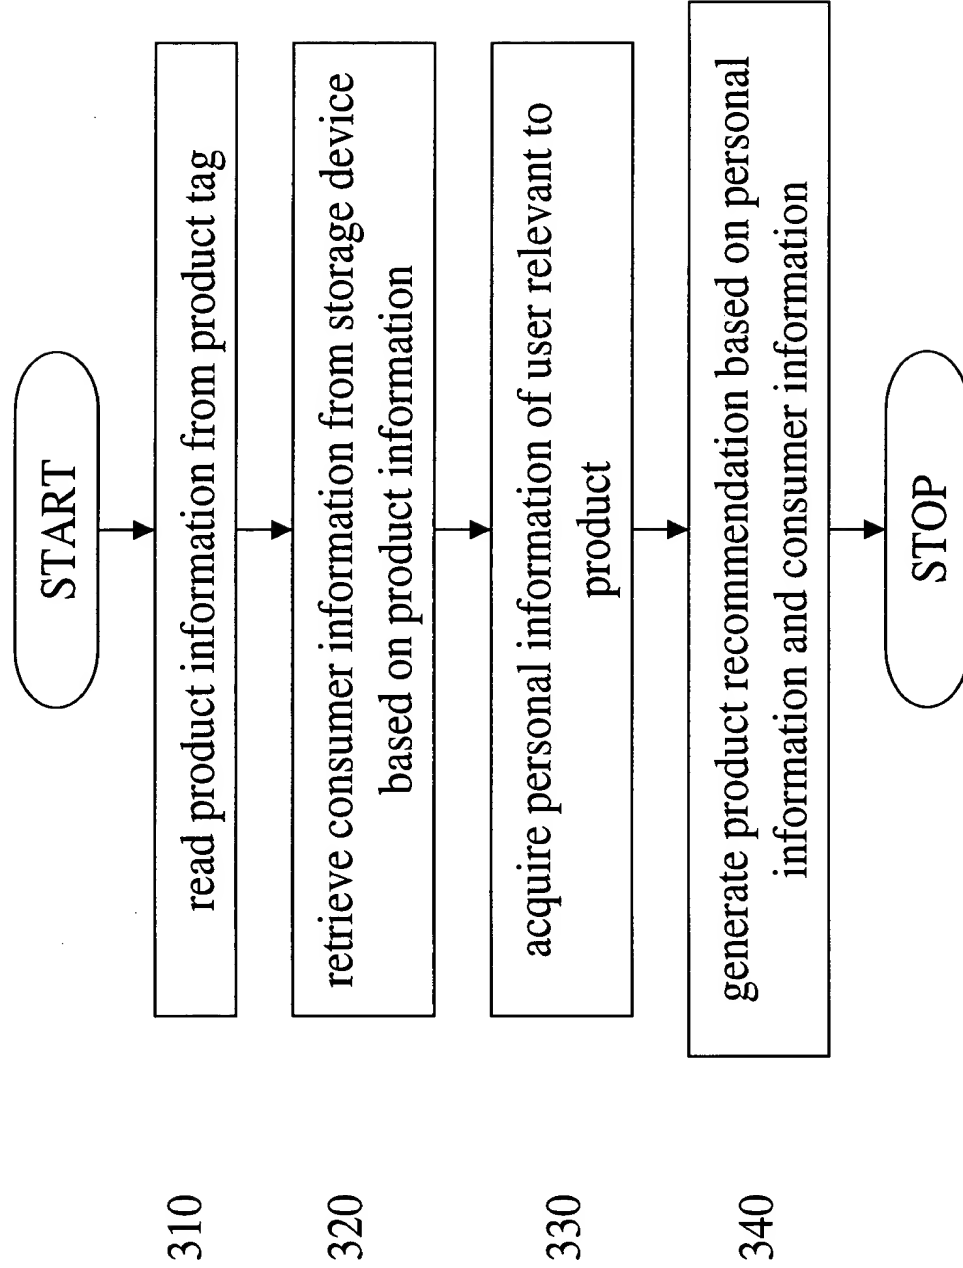 START
310
read product information from product tag
320
retrieve consumer information from storage device
based on product information
330
acquire personal information of user relevant to
product
340
generate product recommendation based on personal
information and consumer information
STOP